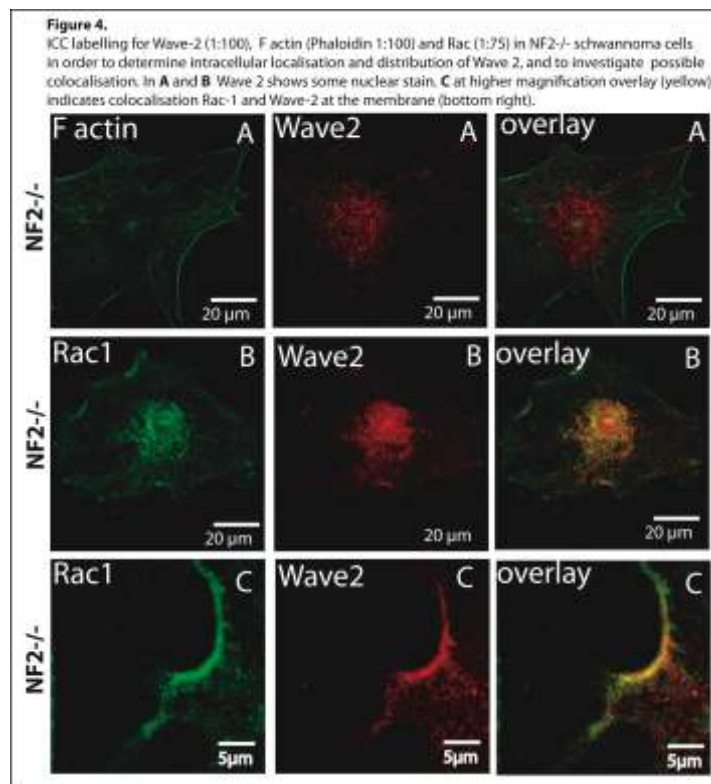 Figure 4.
ICC labelling for Wave-2 (1:100), F actin (Phaloidin 1:100) and Rac (1:75) in NF2-/- schwannoma cells
in order to determine intracellular localisation and distribution of Wave 2, and to investigate possible
colocalisation. In A and B Wave 2 shows some nuclear stain. C at higher magnification overlay (yellow)
indicates colocalisation Rac-1 and Wave-2 at the membrane (bottom right).
F actin A Wave2 A overlay A
NF2-/-
20 µm 20 µm 20 µm
Rac1 B Wave2 B overlay B
NF2-/-
20 µm 20 µm 20 µm
Rac1 C Wave2 C overlay C
NF2-/-
5µm 5µm 5µm